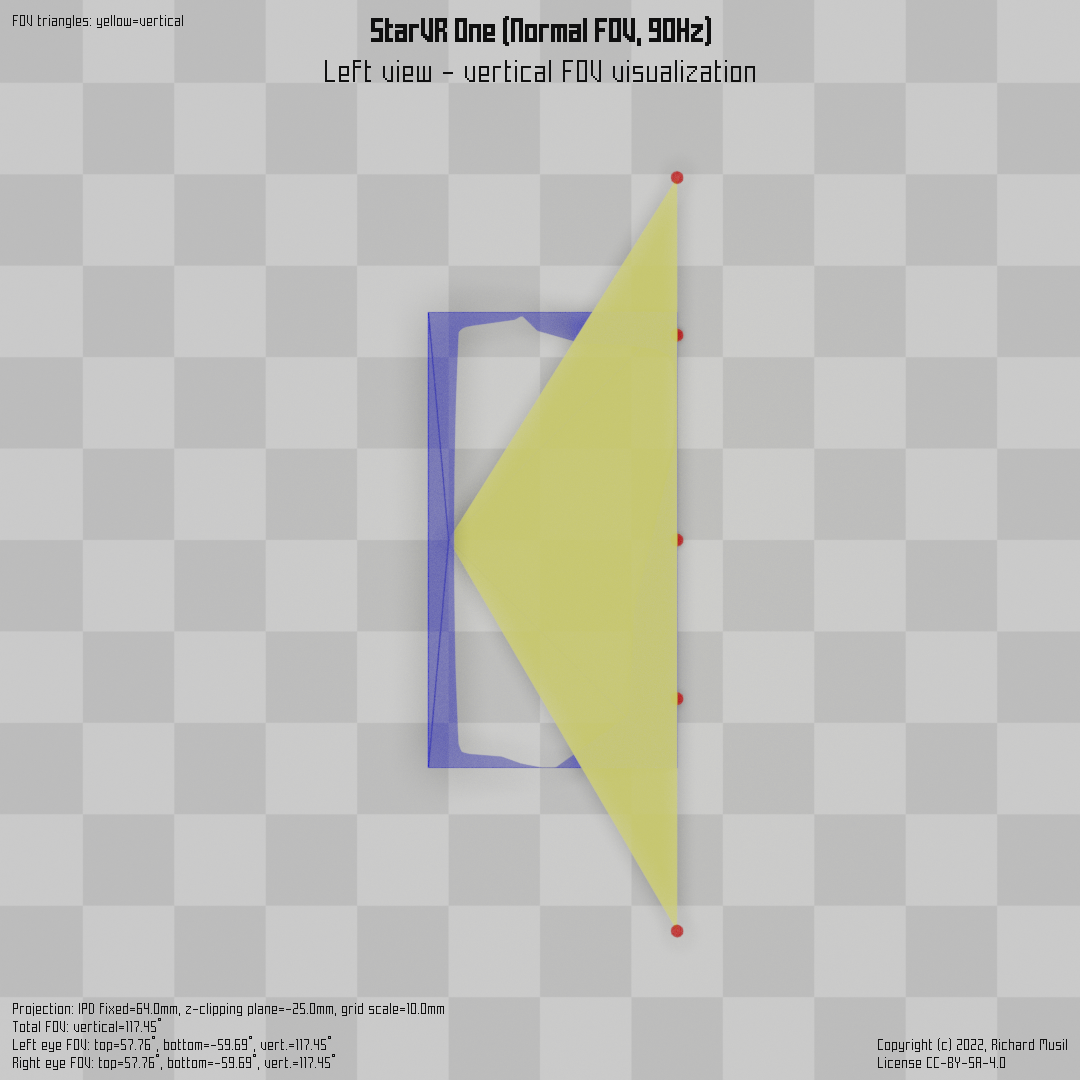 FOV triangles: yellow=vertical
StarVR One (Normal FOV, 90Hz)
Left view - vertical FOV visualization
Projection: IPD fixed=64.0mm, z-clipping plane=-25.0mm, grid scale=10.0mm
Total FOV: vertical=117.45°
Left eye FOV: top=57.76°, bottom=-59.69°, vert.=117.45°
Right eye FOV: top=57.76°, bottom=-59.69°, vert.=117.45°
Copyright (c) 2022, Richard Musil
License CC-BY-SA-4.0